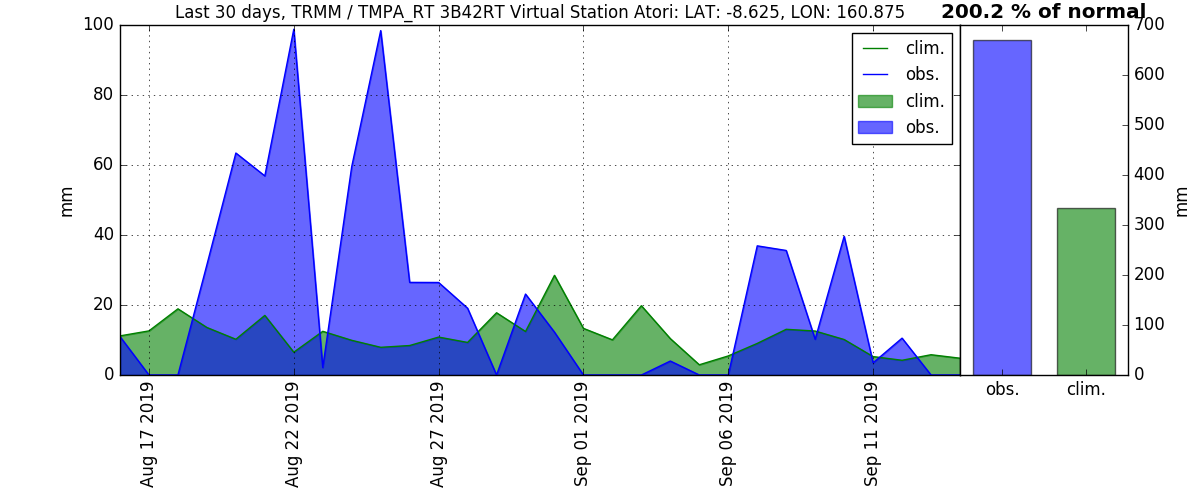 Last 30 days, TRMM / TMPA_RT 3B42RT Virtual Station Atori: LAT: -8.625, LON: 160.875
200.2 % of normal
100
80
60
40
20
0
mm
clim.
obs.
clim.
obs.
700
600
500
400
300
200
100
0
mm
obs.
clim.
Aug 17 2019
Aug 22 2019
Aug 27 2019
Sep 01 2019
Sep 06 2019
Sep 11 2019